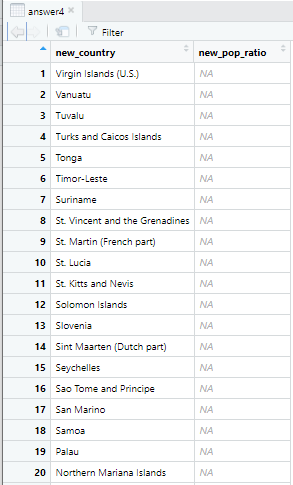 answer4
Filter
new_country new_pop_ratio
1 Virgin Islands (U.S.) NA
2 Vanuatu NA
3 Tuvalu NA
4 Turks and Caicos Islands NA
5 Tonga NA
6 Timor-Leste NA
7 Suriname NA
8 St. Vincent and the Grenadines NA
9 St. Martin (French part) NA
10 St. Lucia NA
11 St. Kitts and Nevis NA
12 Solomon Islands NA
13 Slovenia NA
14 Sint Maarten (Dutch part) NA
15 Seychelles NA
16 Sao Tome and Principe NA
17 San Marino NA
18 Samoa NA
19 Palau NA
20 Northern Mariana Islands NA